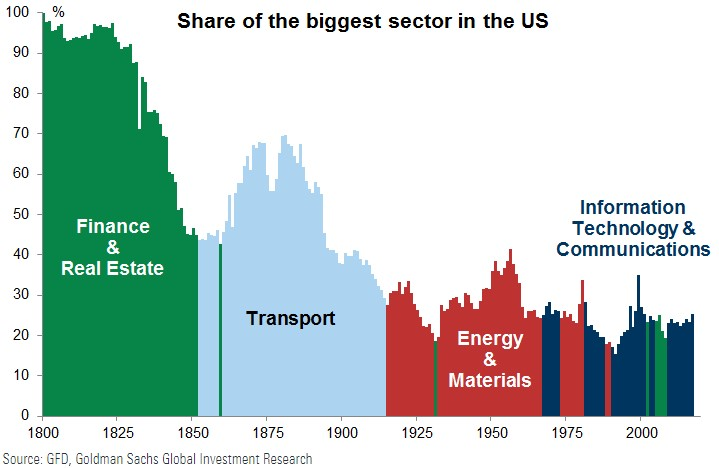 Share of the biggest sector in the US
%
100
90
80
70
60
50
40
30
20
10
0
Finance
&
Real Estate
Transport
Energy
&
Materials
Information
Technology &
Communications
1800 1825 1850 1875 1900 1925 1950 1975 2000
Source: GFD, Goldman Sachs Global Investment Research